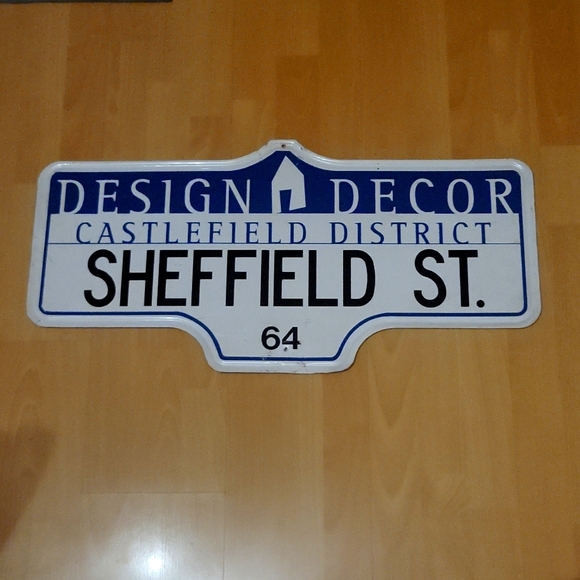 DESIGN DECOR
CASTLEFIELD DISTRICT
SHEFFIELD ST.
64